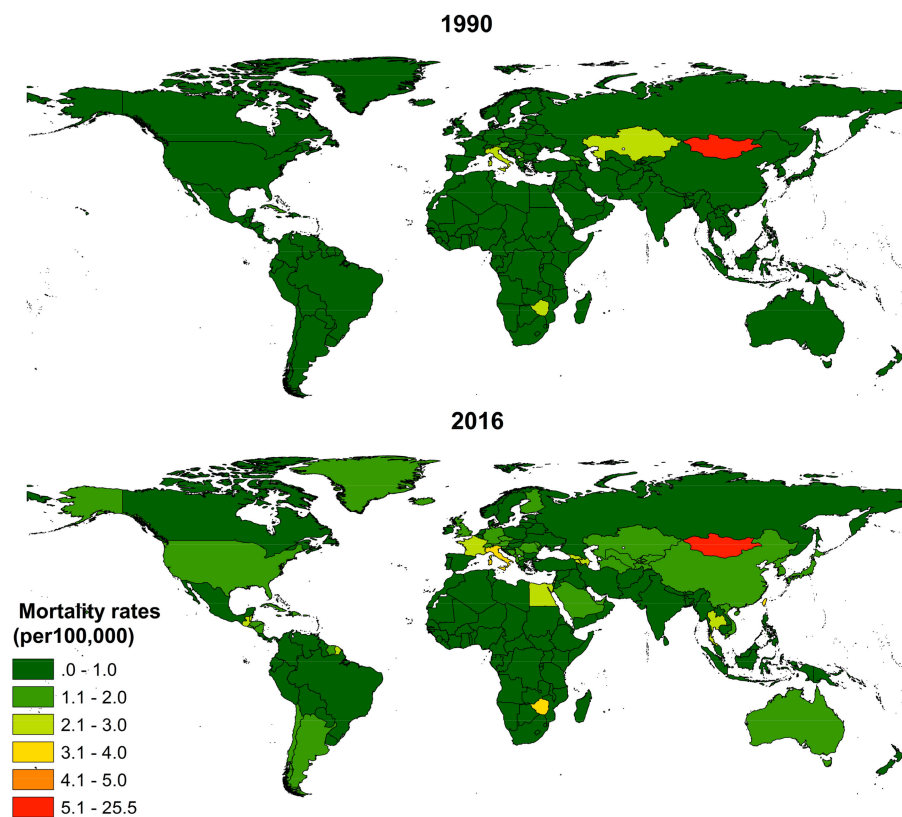 1990
2016
Mortality rates
(per100,000)
.0 - 1.0
1.1 - 2.0
2.1 - 3.0
3.1 - 4.0
4.1 - 5.0
5.1 - 25.5